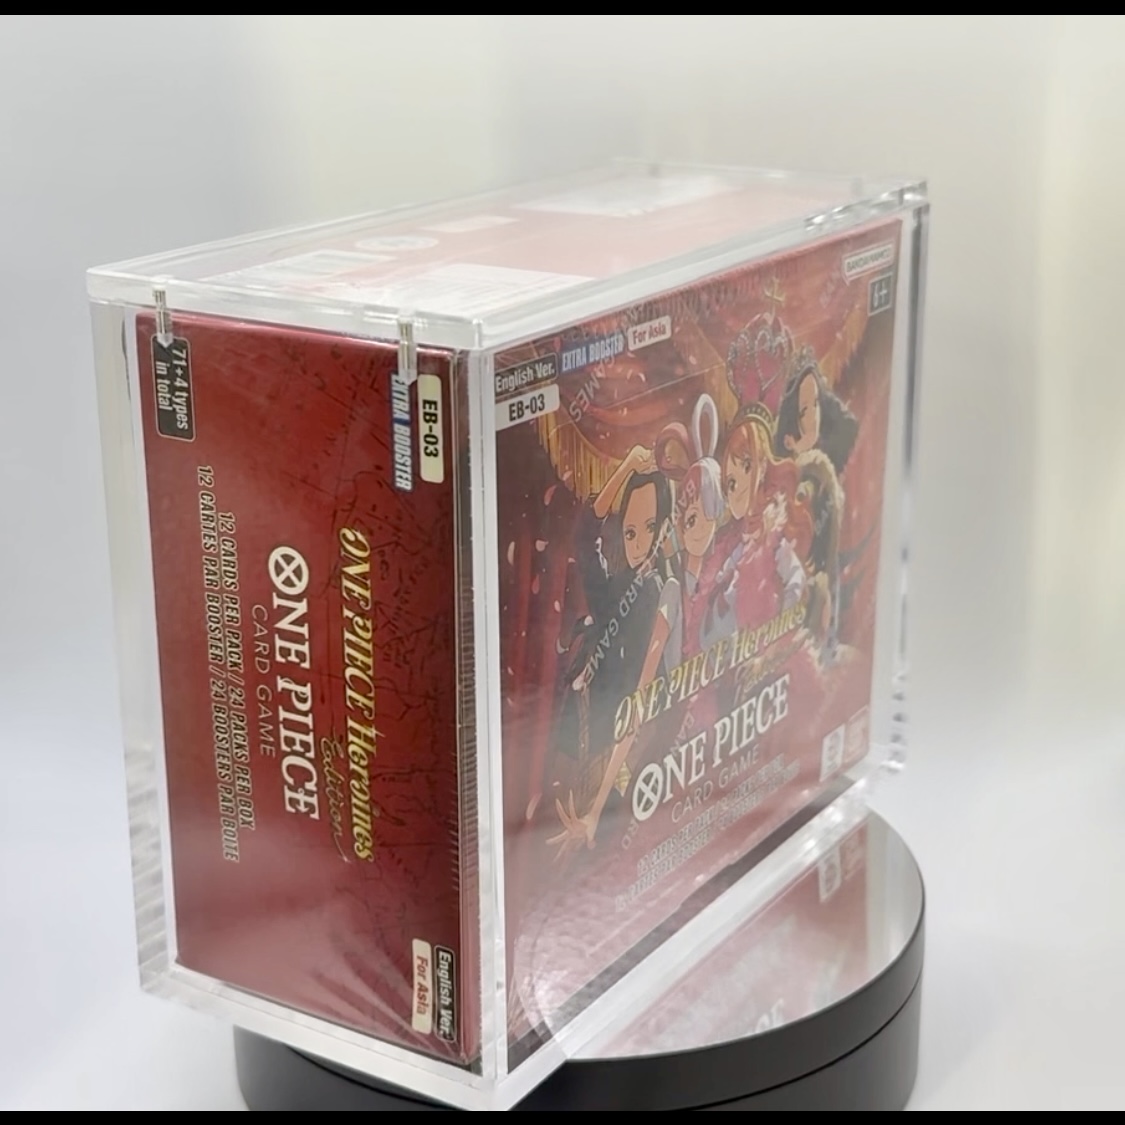 71+4 types
in total
EB-03
EXTRA BOOSTER
ONE PIECE Heroines
Edition
ONE PIECE
CARD GAME
12 CARDS PER PACK / 24 PACKS PER BOX
12 CARTES PAR BOOSTER / 24 BOOSTERS PAR BOITE
English Ver.
For Asia
English Ver.
EXTRA BOOSTER
For Asia
EB-03
BANDAI NAMCO
6+
ONE PIECE Heroines
Edition
ONE PIECE
CARD GAME